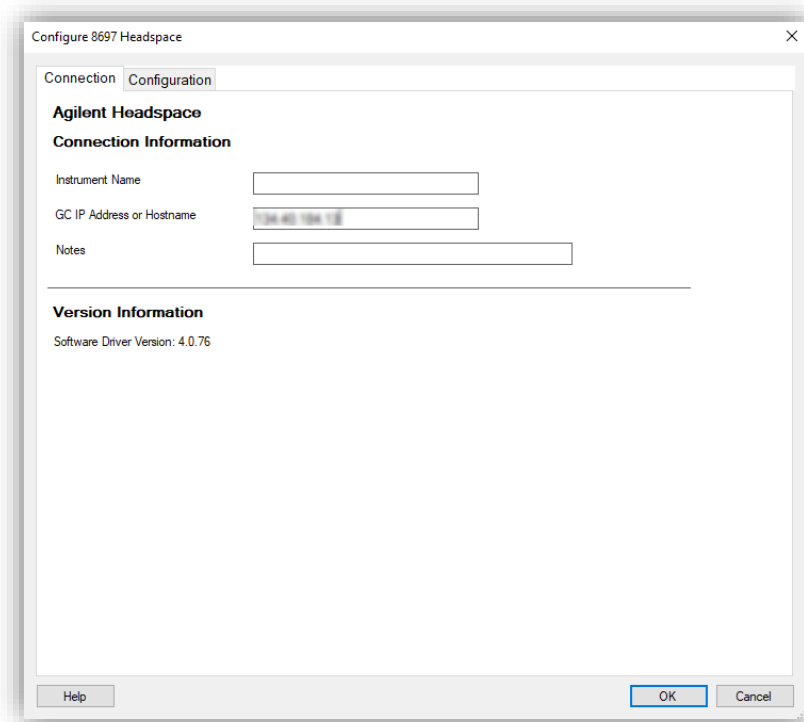 Configure 8697 Headspace
Connection Configuration
Agilent Headspace
Connection Information
Instrument Name
GC IP Address or Hostname
Notes
Version Information
Software Driver Version: 4.0.76
Help OK Cancel